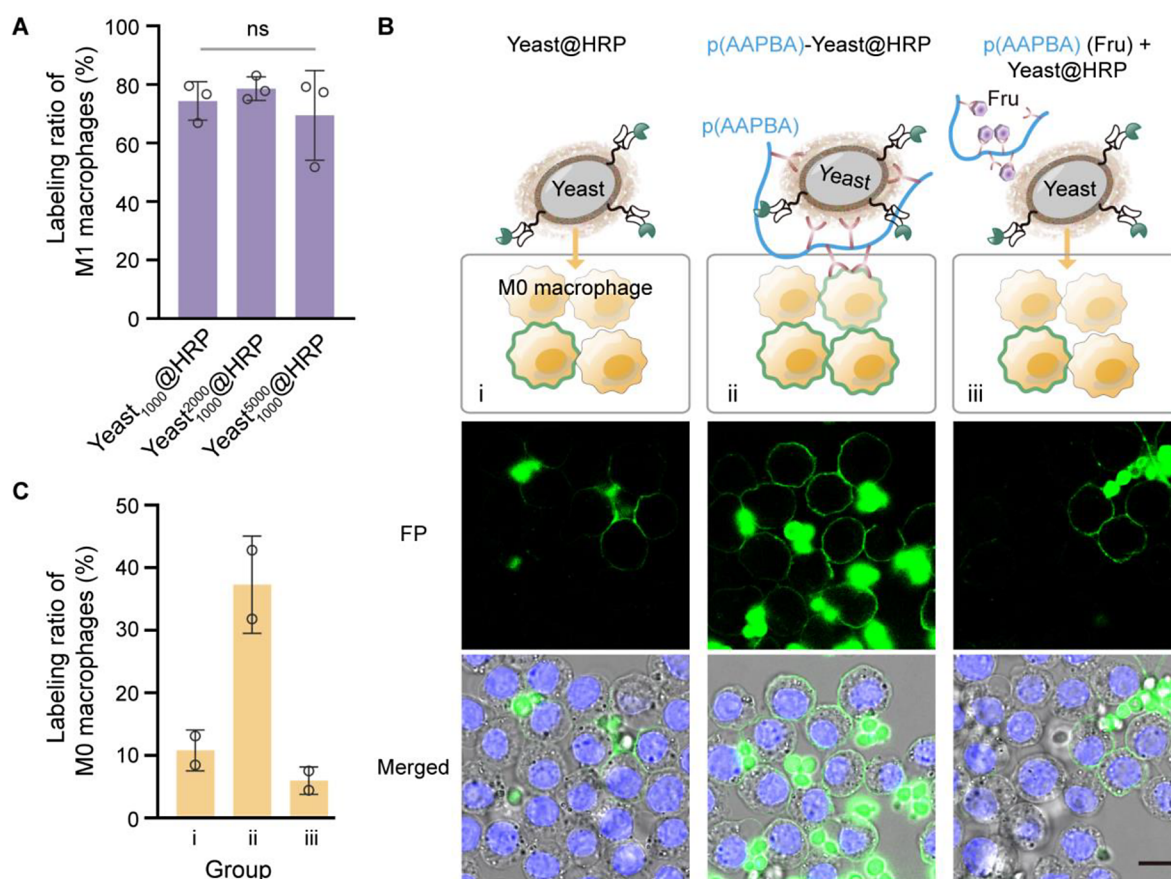 A
Labeling ratio of
M1 macrophages (%)
100
80
60
40
20
0
ns
Yeast₁₀₀₀@HRP
Yeast²⁰⁰⁰₁₀₀₀@HRP
Yeast⁵⁰⁰⁰₁₀₀₀@HRP
B
Yeast@HRP
p(AAPBA)-Yeast@HRP
p(AAPBA) (Fru) +
Yeast@HRP
p(AAPBA)
Fru
Yeast
Yeast
Yeast
M0 macrophage
i
ii
iii
FP
Merged
C
Labeling ratio of
M0 macrophages (%)
50
40
30
20
10
0
i
ii
iii
Group